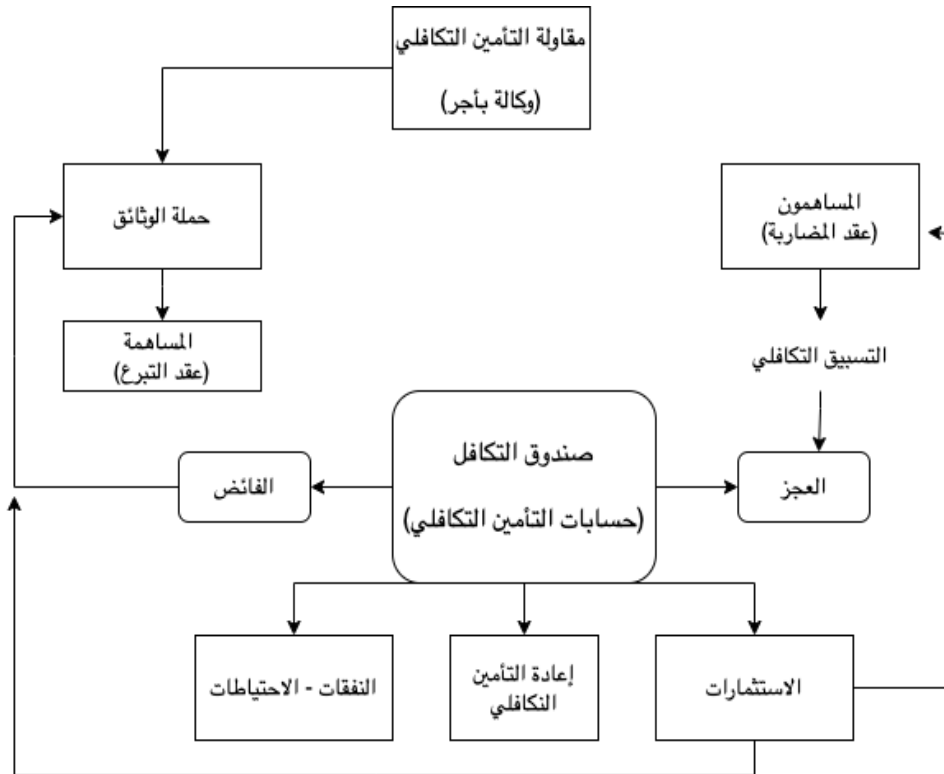 مقاولة التأمين التكافلي
(وكالة بأجر)
حملة الوثائق
المساهمون
(عقد المضاربة)
المساهمة
(عقد التبرع)
التسبيق التكافلي
صندوق التكافل
(حسابات التأمين التكافلي)
الفائض
العجز
النفقات - الاحتياطات
إعادة التأمين
النكافلي
الاستثمارات